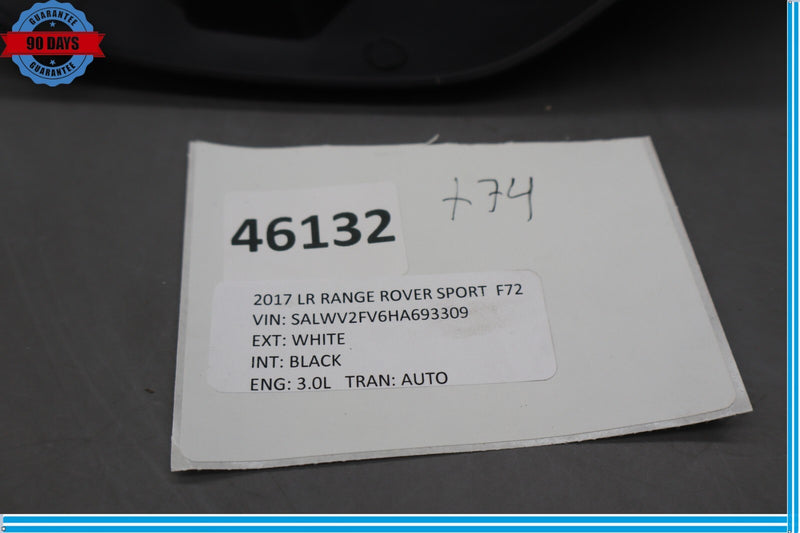 GUARANTEE
90 DAYS
GUARANTEE
774
46132
2017 LR RANGE ROVER SPORT F72
VIN: SALWV2FV6HA693309
EXT: WHITE
INT: BLACK
ENG: 3.0L TRAN: AUTO